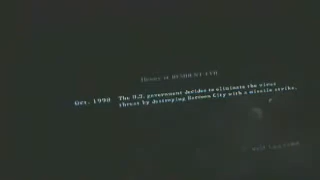 History of RESIDENT EVIL
Oct. 1998 The U.S. government decides to eliminate the virus
threat by destroying Raccoon City with a missile strike.